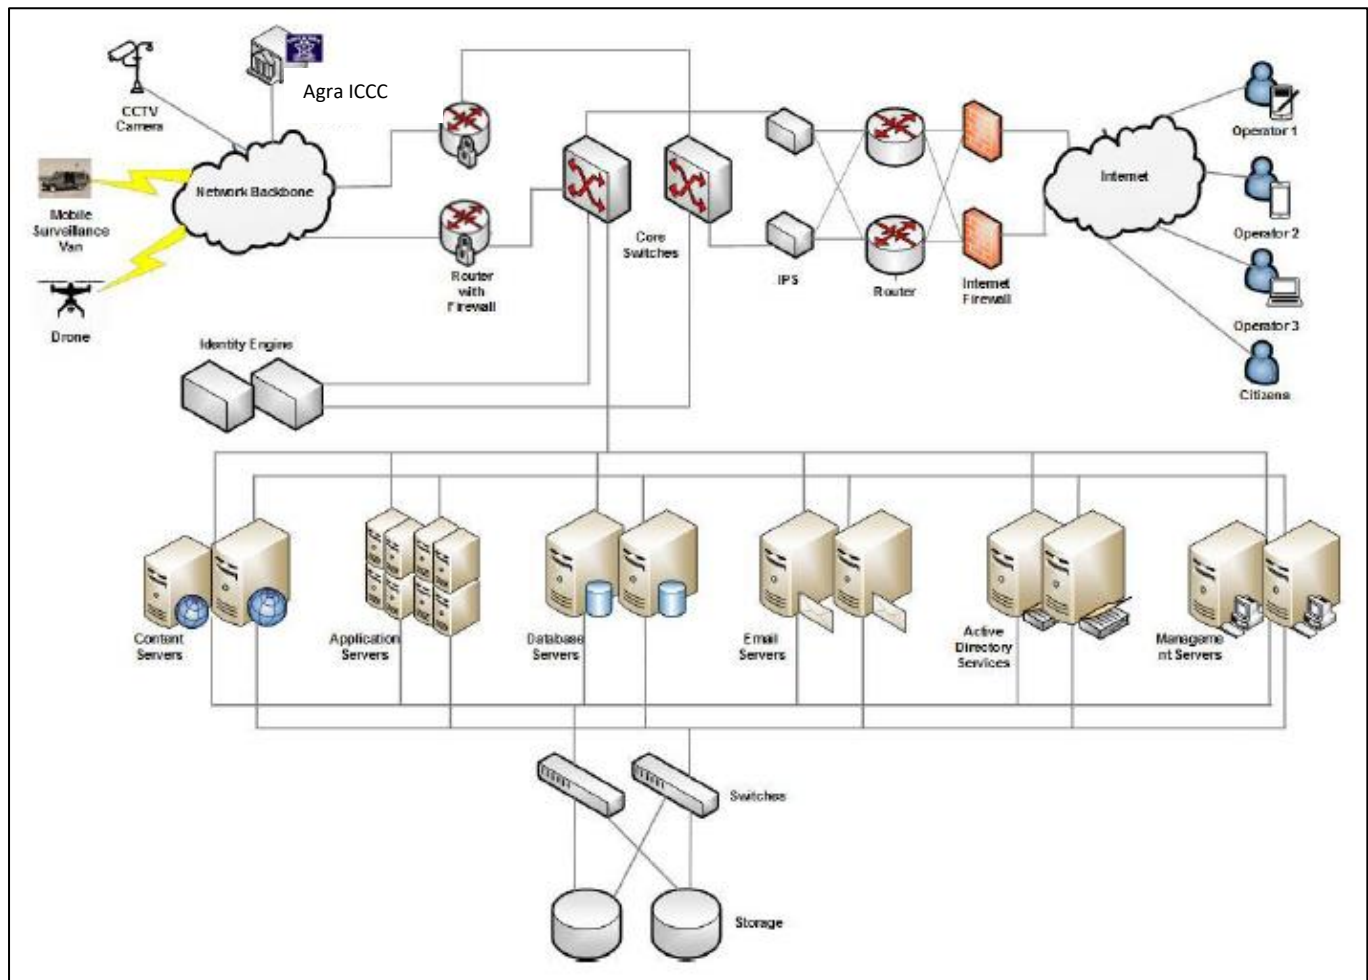 Agra ICCC
CCTV
Camera
Network Backbone
Mobile
Surveillance
Van
Drone
Router
with
Firewall
Core
Switches
IPS
Router
Internet
Firewall
Internet
Operator 1
Operator 2
Operator 3
Citizens
Identity Engine
Content
Servers
Application
Servers
Database
Servers
Email
Servers
Active
Directory
Services
Manageme
nt Servers
Switches
Storage